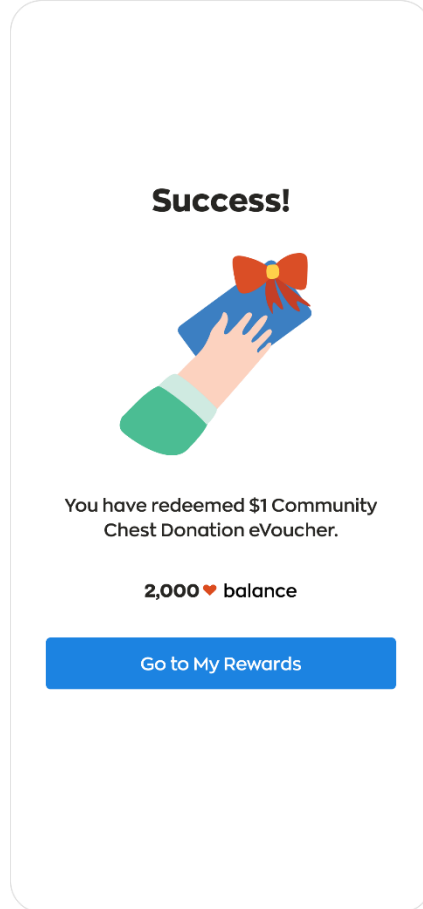 Success!
You have redeemed $1 Community
Chest Donation eVoucher.
2,000 ♥ balance
Go to My Rewards